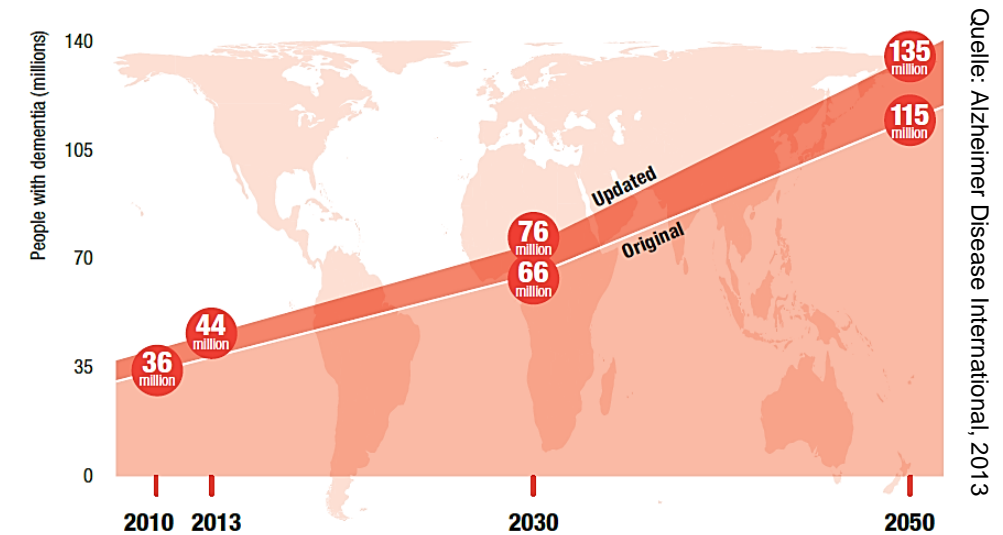 People with dementia (millions)
140
105
70
35
0
36
million
44
million
76
million
66
million
135
million
115
million
Updated
Original
2010
2013
2030
2050
Quelle: Alzheimer Disease International, 2013